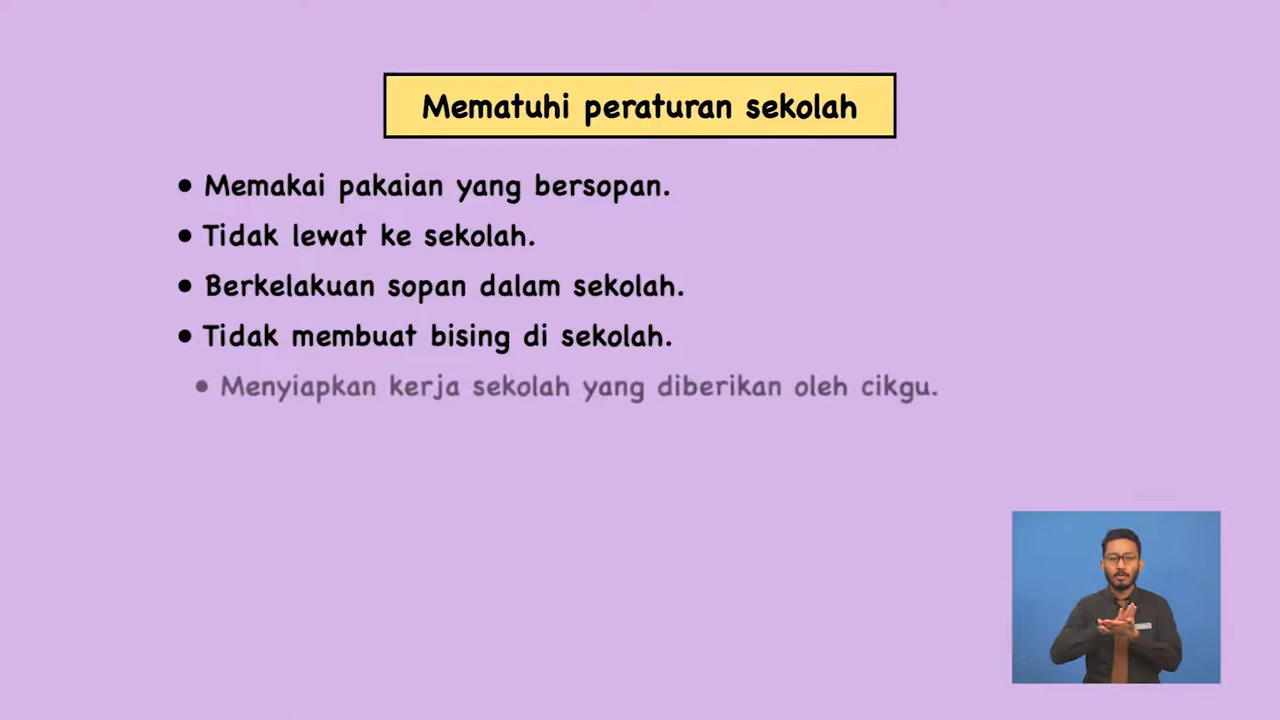 Mematuhi peraturan sekolah
• Memakai pakaian yang bersopan.
• Tidak lewat ke sekolah.
• Berkelakuan sopan dalam sekolah.
• Tidak membuat bising di sekolah.
• Menyiapkan kerja sekolah yang diberikan oleh cikgu.